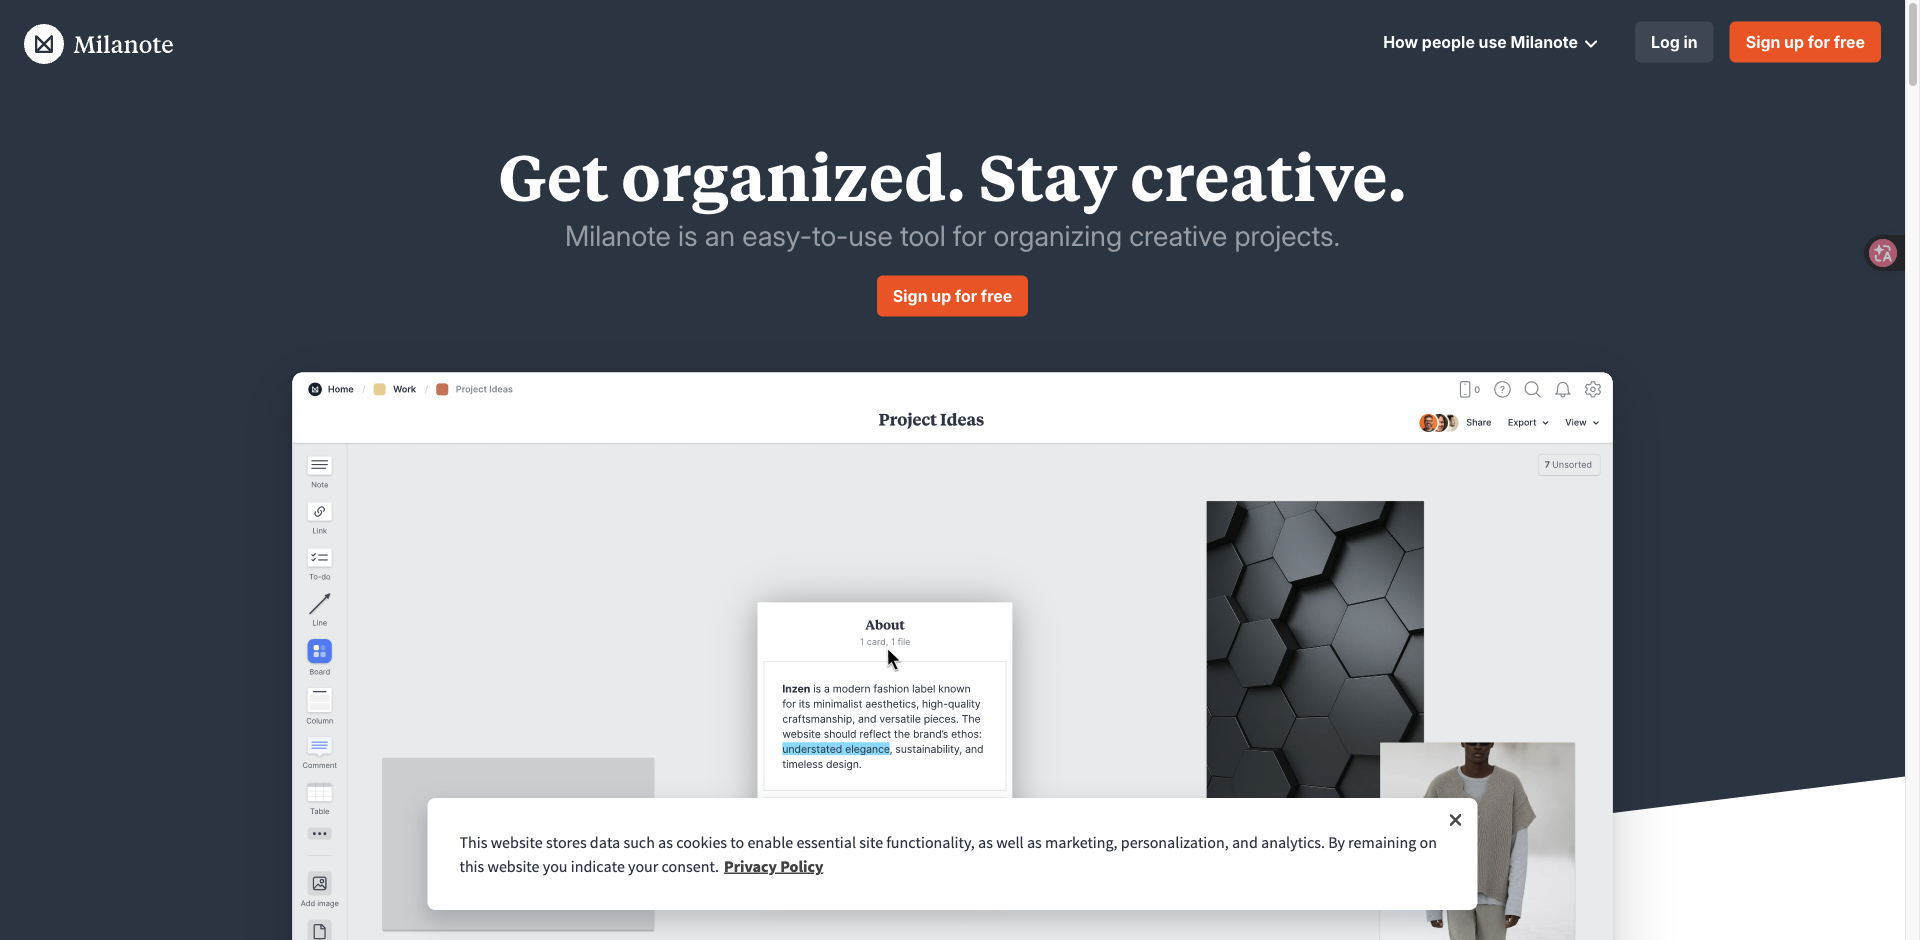 Milanote
How people use Milanote
Log in
Sign up for free
Get organized. Stay creative.
Milanote is an easy-to-use tool for organizing creative projects.
Sign up for free
Home / Work / Project Ideas
0
Project Ideas
Share
Export
View
7 Unsorted
Note
Link
To-do
Line
Board
Column
Comment
Table
Add image
About
1 card, 1 file
Inzen is a modern fashion label known
for its minimalist aesthetics, high-quality
craftsmanship, and versatile pieces. The
website should reflect the brand's ethos:
understated elegance, sustainability, and
timeless design.
This website stores data such as cookies to enable essential site functionality, as well as marketing, personalization, and analytics. By remaining on
this website you indicate your consent. Privacy Policy